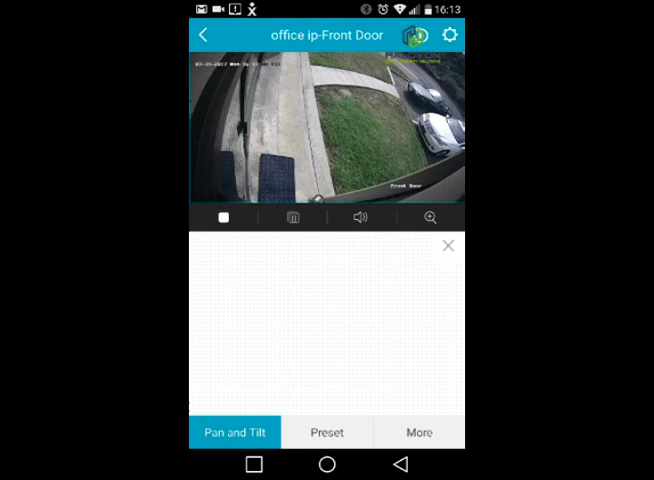 16:13
office ip-Front Door
Front Door
Pan and Tilt
Preset
More